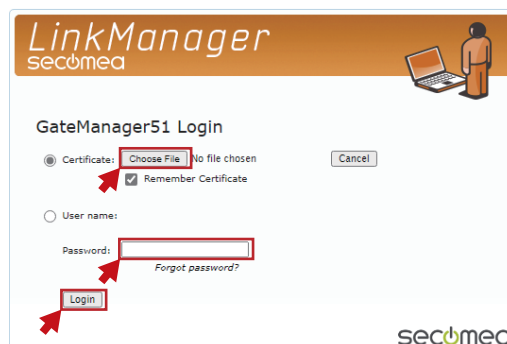 LinkManager
secomea
GateManager51 Login
Certificate: Choose File No file chosen Cancel
Remember Certificate
User name:
Password:
Forgot password?
Login
secomea